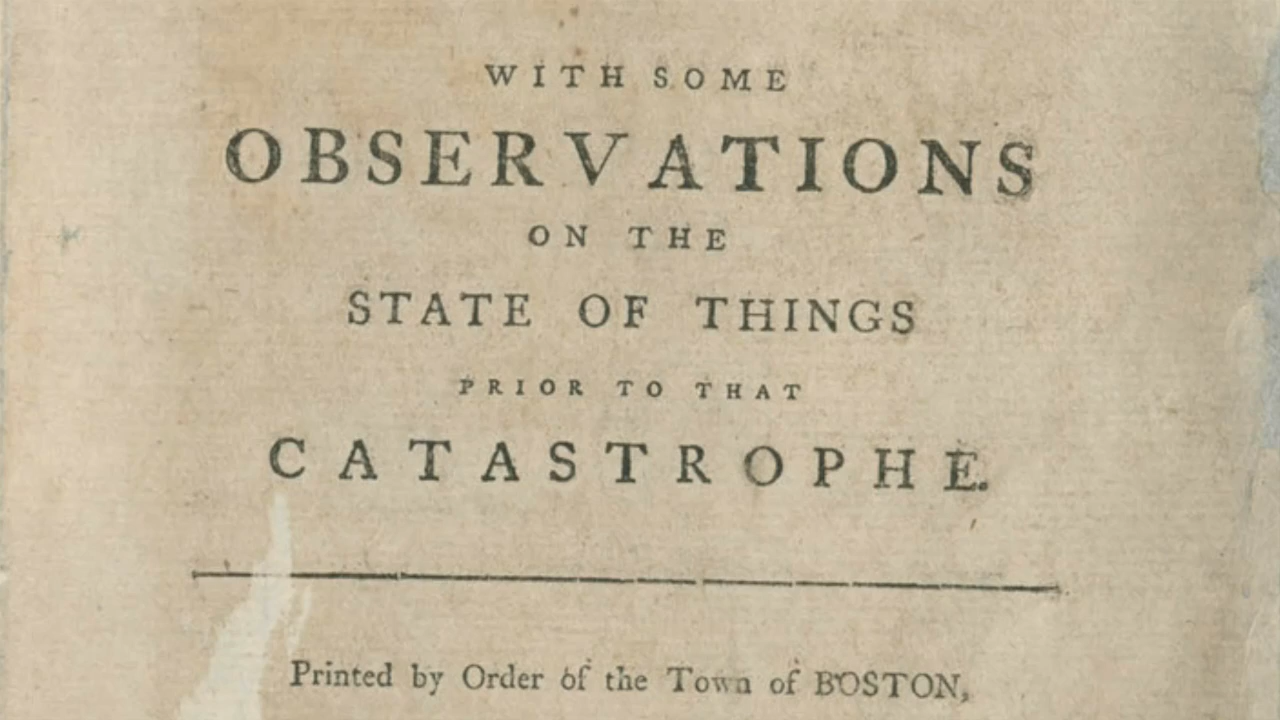 WITH SOME
OBSERVATIONS
ON THE
STATE OF THINGS
PRIOR TO THAT
CATASTROPHE.
Printed by Order of the Town of BOSTON,